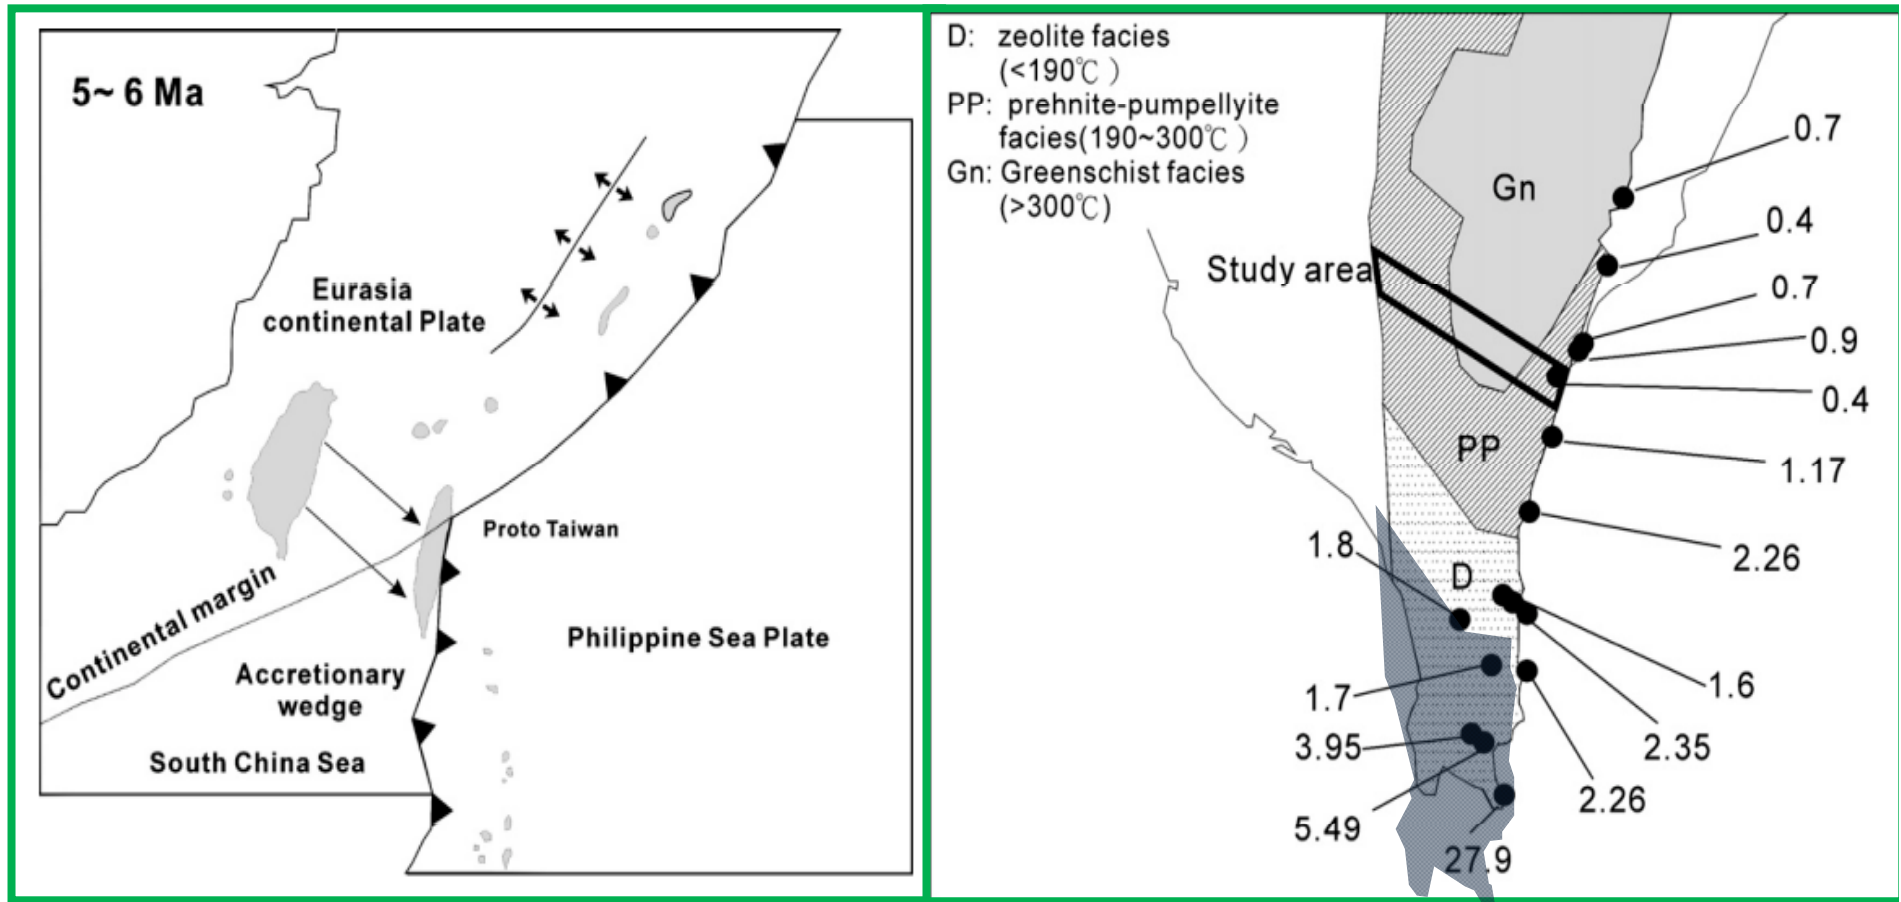 5~ 6 Ma
Eurasia
continental Plate
Proto Taiwan
Continental margin
Philippine Sea Plate
Accretionary
wedge
South China Sea
D: zeolite facies
(<190℃ )
PP: prehnite-pumpellyite
facies(190~300℃ )
Gn: Greenschist facies
(>300℃)
Gn
Study area
PP
D
0.7
0.4
0.7
0.9
0.4
1.17
2.26
1.8
1.6
1.7
2.35
3.95
2.26
5.49
27.9